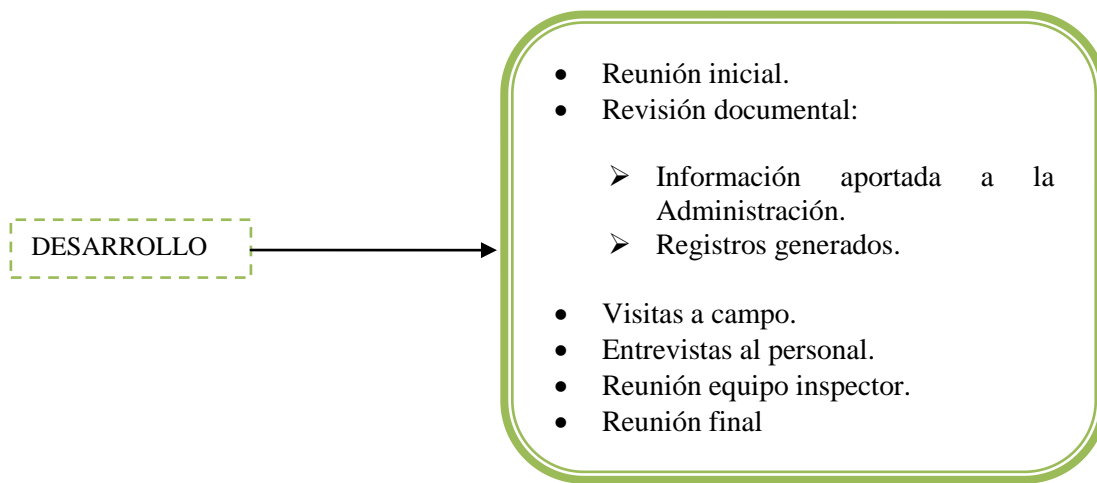 DESARROLLO
• Reunión inicial.
• Revisión documental:
➢ Información aportada a la
Administración.
➢ Registros generados.
• Visitas a campo.
• Entrevistas al personal.
• Reunión equipo inspector.
• Reunión final